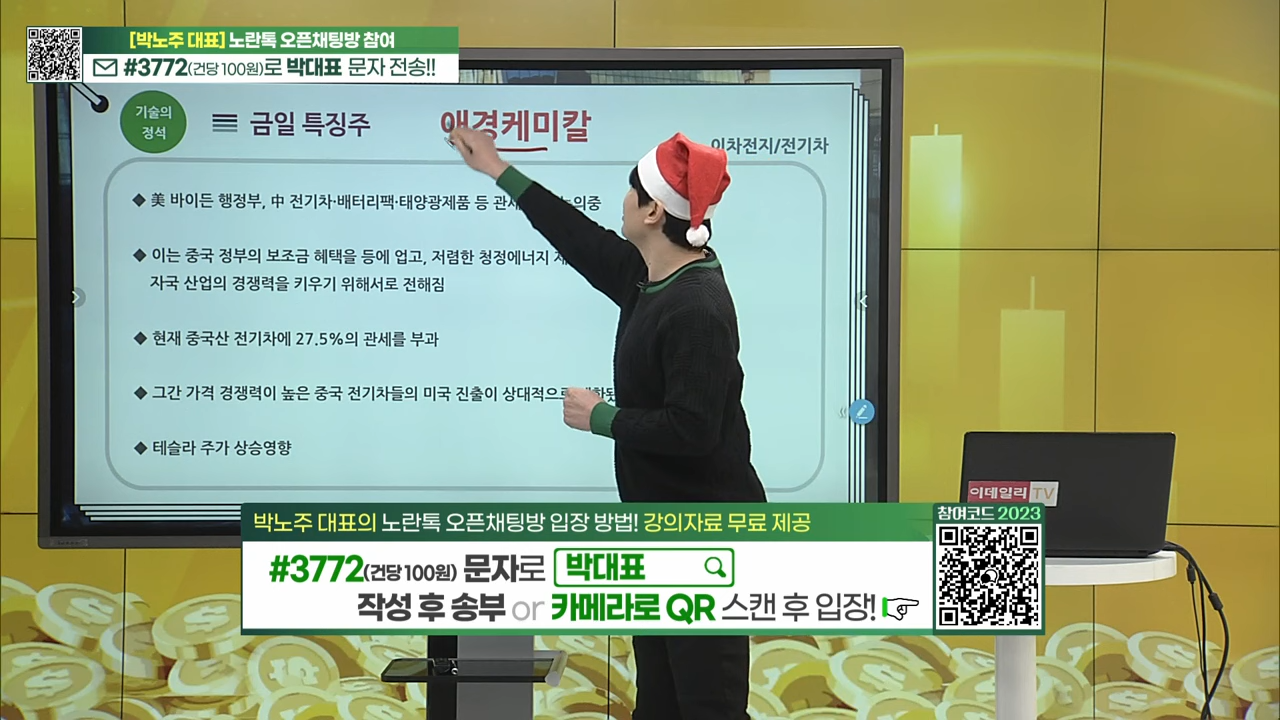 [박노주 대표] 노란톡 오픈채팅방 참여
#3772(건당 100원)로 박대표 문자 전송!!
기술의
정석
금일 특징주
애경케미칼
이차전지/전기차
◆ 美 바이든 행정부, 中 전기차·배터리팩·태양광제품 등
◆ 이는 중국 정부의 보조금 혜택을 등에 업고, 저렴한 청정에너지
자국 산업의 경쟁력을 키우기 위해서로 전해짐
◆ 현재 중국산 전기차에 27.5%의 관세를 부과
◆ 그간 가격 경쟁력이 높은 중국 전기차들의 미국 진출이 상대적으로
◆ 테슬라 주가 상승영향
이데일리 TV
박노주 대표의 노란톡 오픈채팅방 입장 방법! 강의자료 무료 제공
참여코드 2023
#3772(건당 100원) 문자로 박대표
작성 후 송부 or 카메라로 QR 스캔 후 입장!